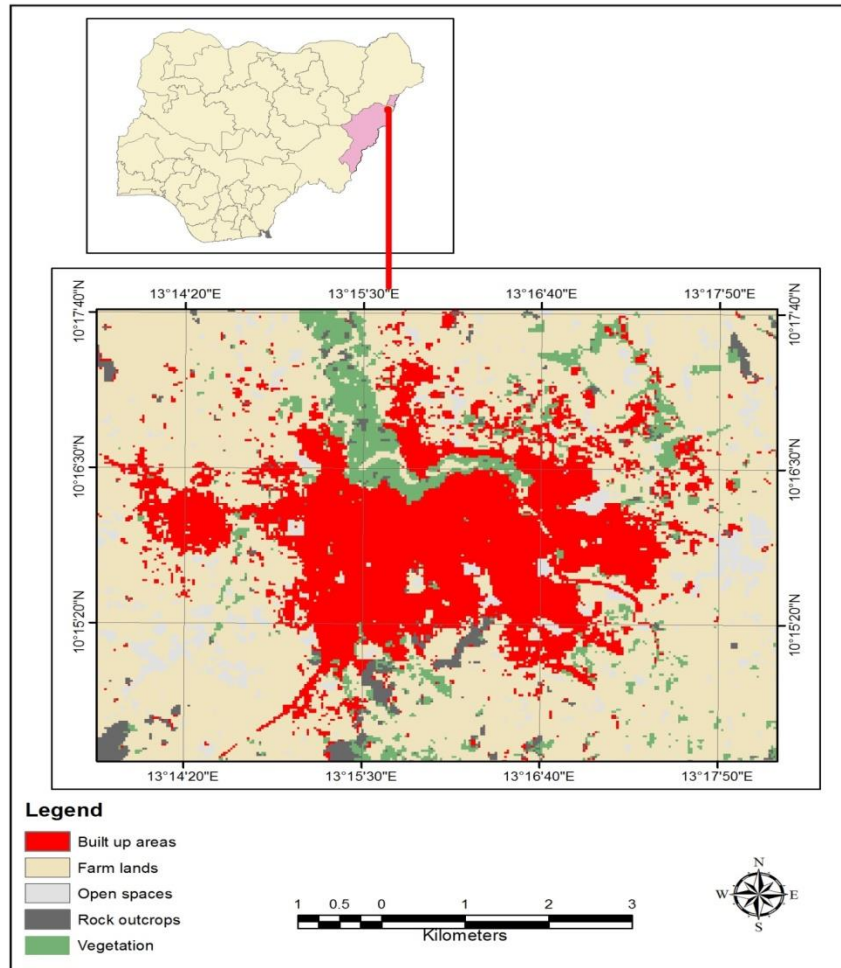 13°14'20"E 13°15'30"E 13°16'40"E 13°17'50"E
10°17'40"N 10°17'40"N
10°16'30"N 10°16'30"N
10°15'20"N 10°15'20"N
13°14'20"E 13°15'30"E 13°16'40"E 13°17'50"E
Legend
Built up areas
Farm lands
Open spaces
Rock outcrops
Vegetation
1 0.5 0 1 2 3
Kilometers
N
W E
S